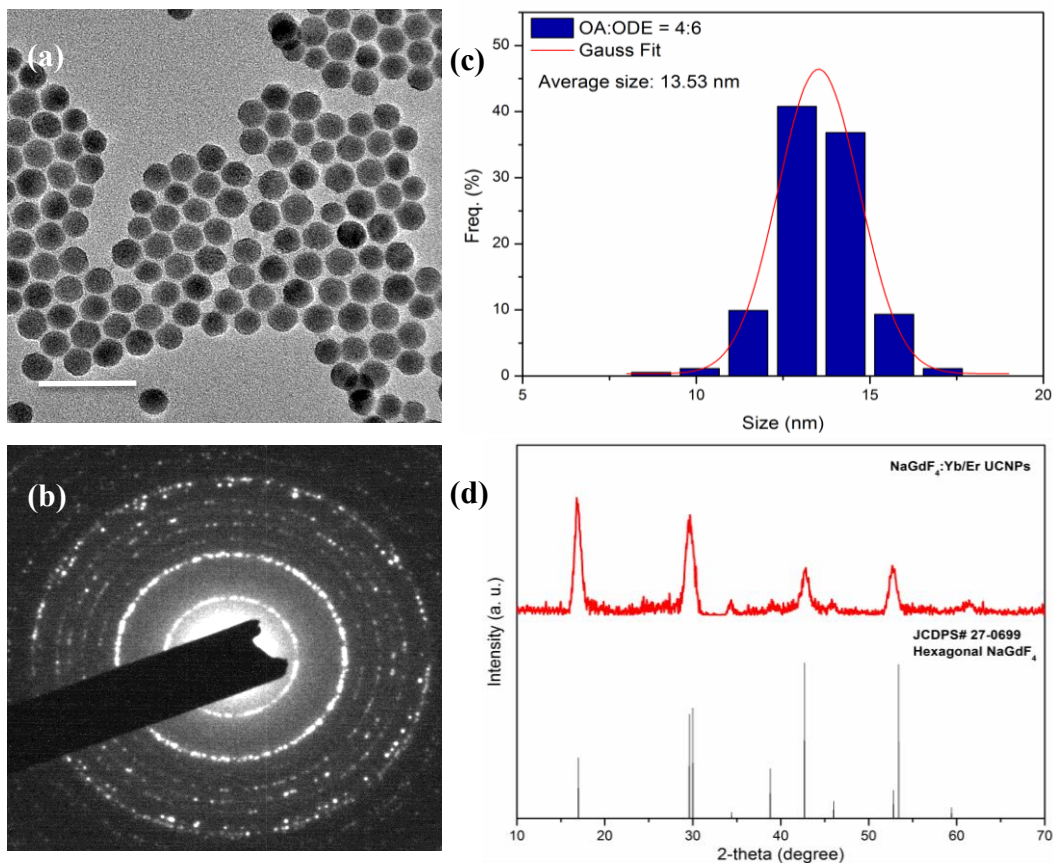 (a)
(b)
(c)
OA:ODE = 4:6
Gauss Fit
Average size: 13.53 nm
Freq. (%)
50
40
30
20
10
0
5
10
15
20
Size (nm)
(d)
NaGdF₄:Yb/Er UCNPs
JCDPS# 27-0699
Hexagonal NaGdF₄
Intensity (a. u.)
10
20
30
40
50
60
70
2-theta (degree)